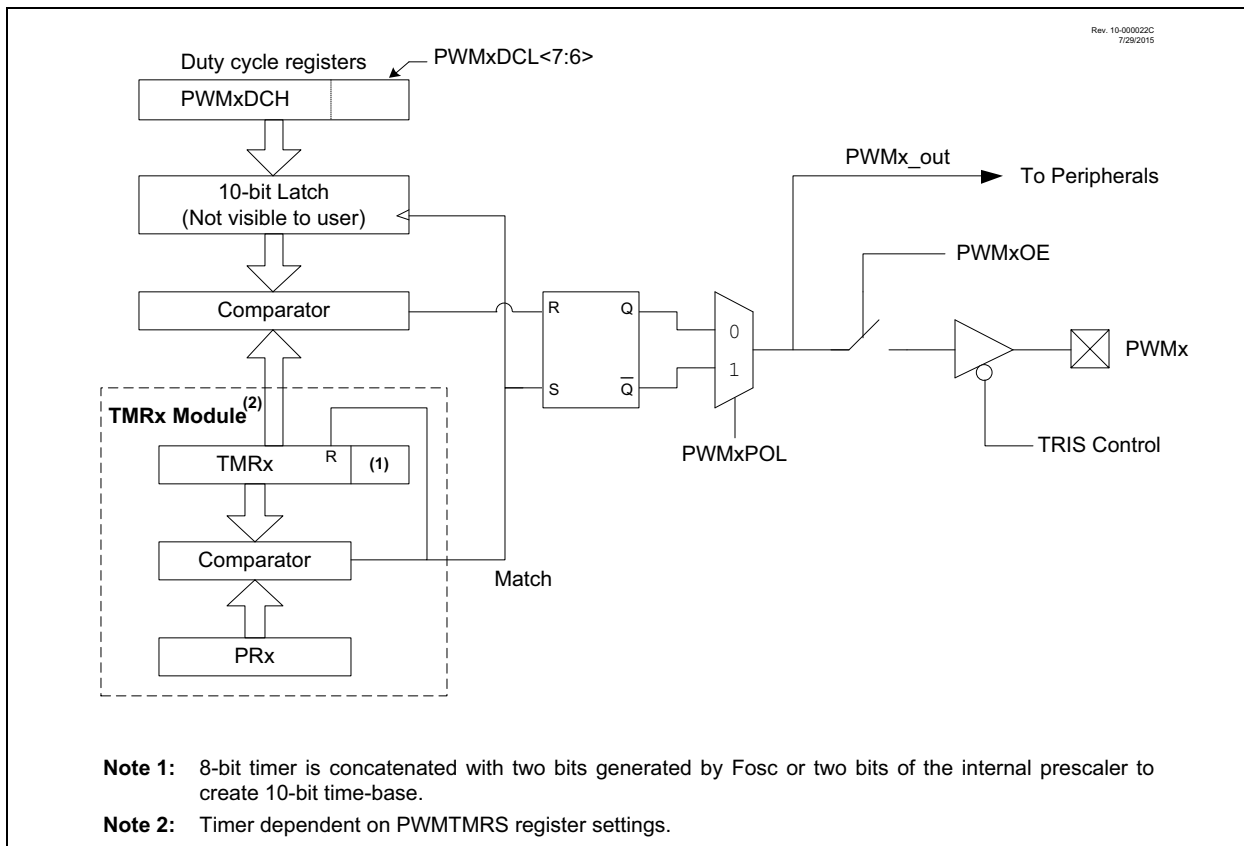 Rev. 10-000022C
7/29/2015
Duty cycle registers
PWMxDCL<7:6>
PWMxDCH
10-bit Latch
(Not visible to user)
Comparator
PWMx_out
To Peripherals
PWMxOE
R
Q
S
Q̅
0
1
PWMxPOL
PWMx
TRIS Control
TMRx Module(2)
TMRx
R
(1)
Comparator
Match
PRx
Note 1: 8-bit timer is concatenated with two bits generated by Fosc or two bits of the internal prescaler to
create 10-bit time-base.
Note 2: Timer dependent on PWMTMRS register settings.